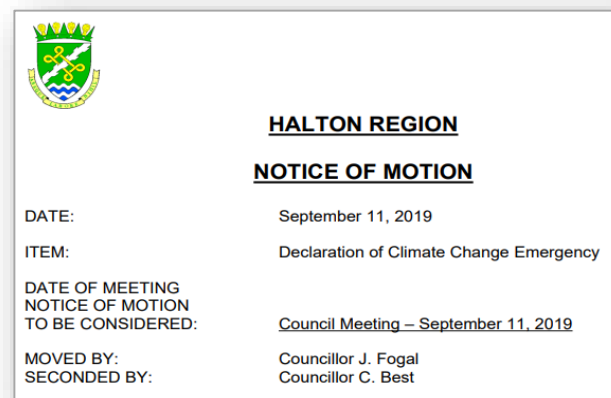 HALTON REGION
NOTICE OF MOTION
DATE: September 11, 2019
ITEM: Declaration of Climate Change Emergency
DATE OF MEETING
NOTICE OF MOTION
TO BE CONSIDERED: Council Meeting – September 11, 2019
MOVED BY: Councillor J. Fogal
SECONDED BY: Councillor C. Best